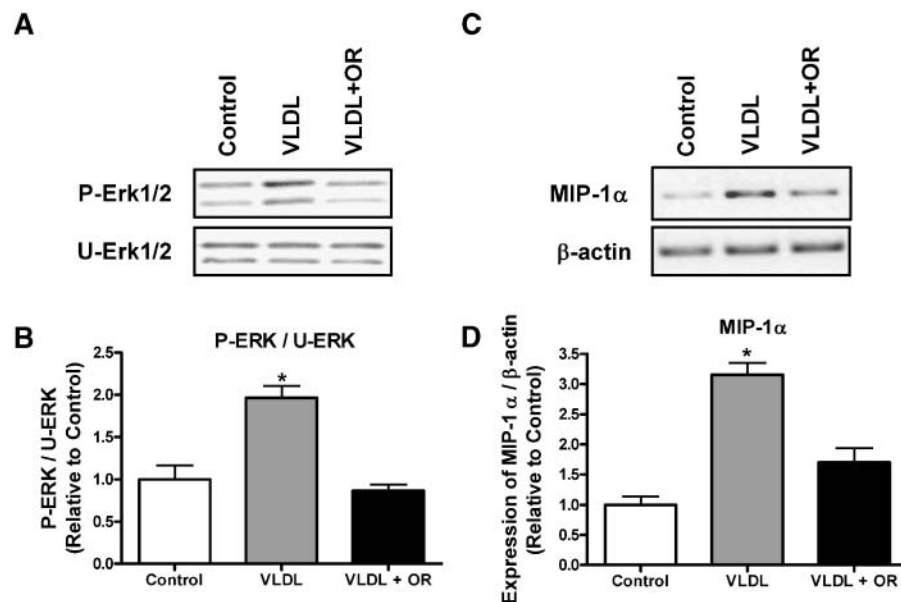 A
Control
VLDL
VLDL+OR
P-Erk1/2
U-Erk1/2
C
Control
VLDL
VLDL+OR
MIP-1α
β-actin
B
P-ERK / U-ERK
P-ERK / U-ERK
(Relative to Control)
2.5
2.0
1.5
1.0
0.5
0.0
*
Control
VLDL
VLDL + OR
D
MIP-1α
Expression of MIP-1 α / β-actin
(Relative to Control)
3.5
3.0
2.5
2.0
1.5
1.0
0.5
0.0
*
Control
VLDL
VLDL + OR